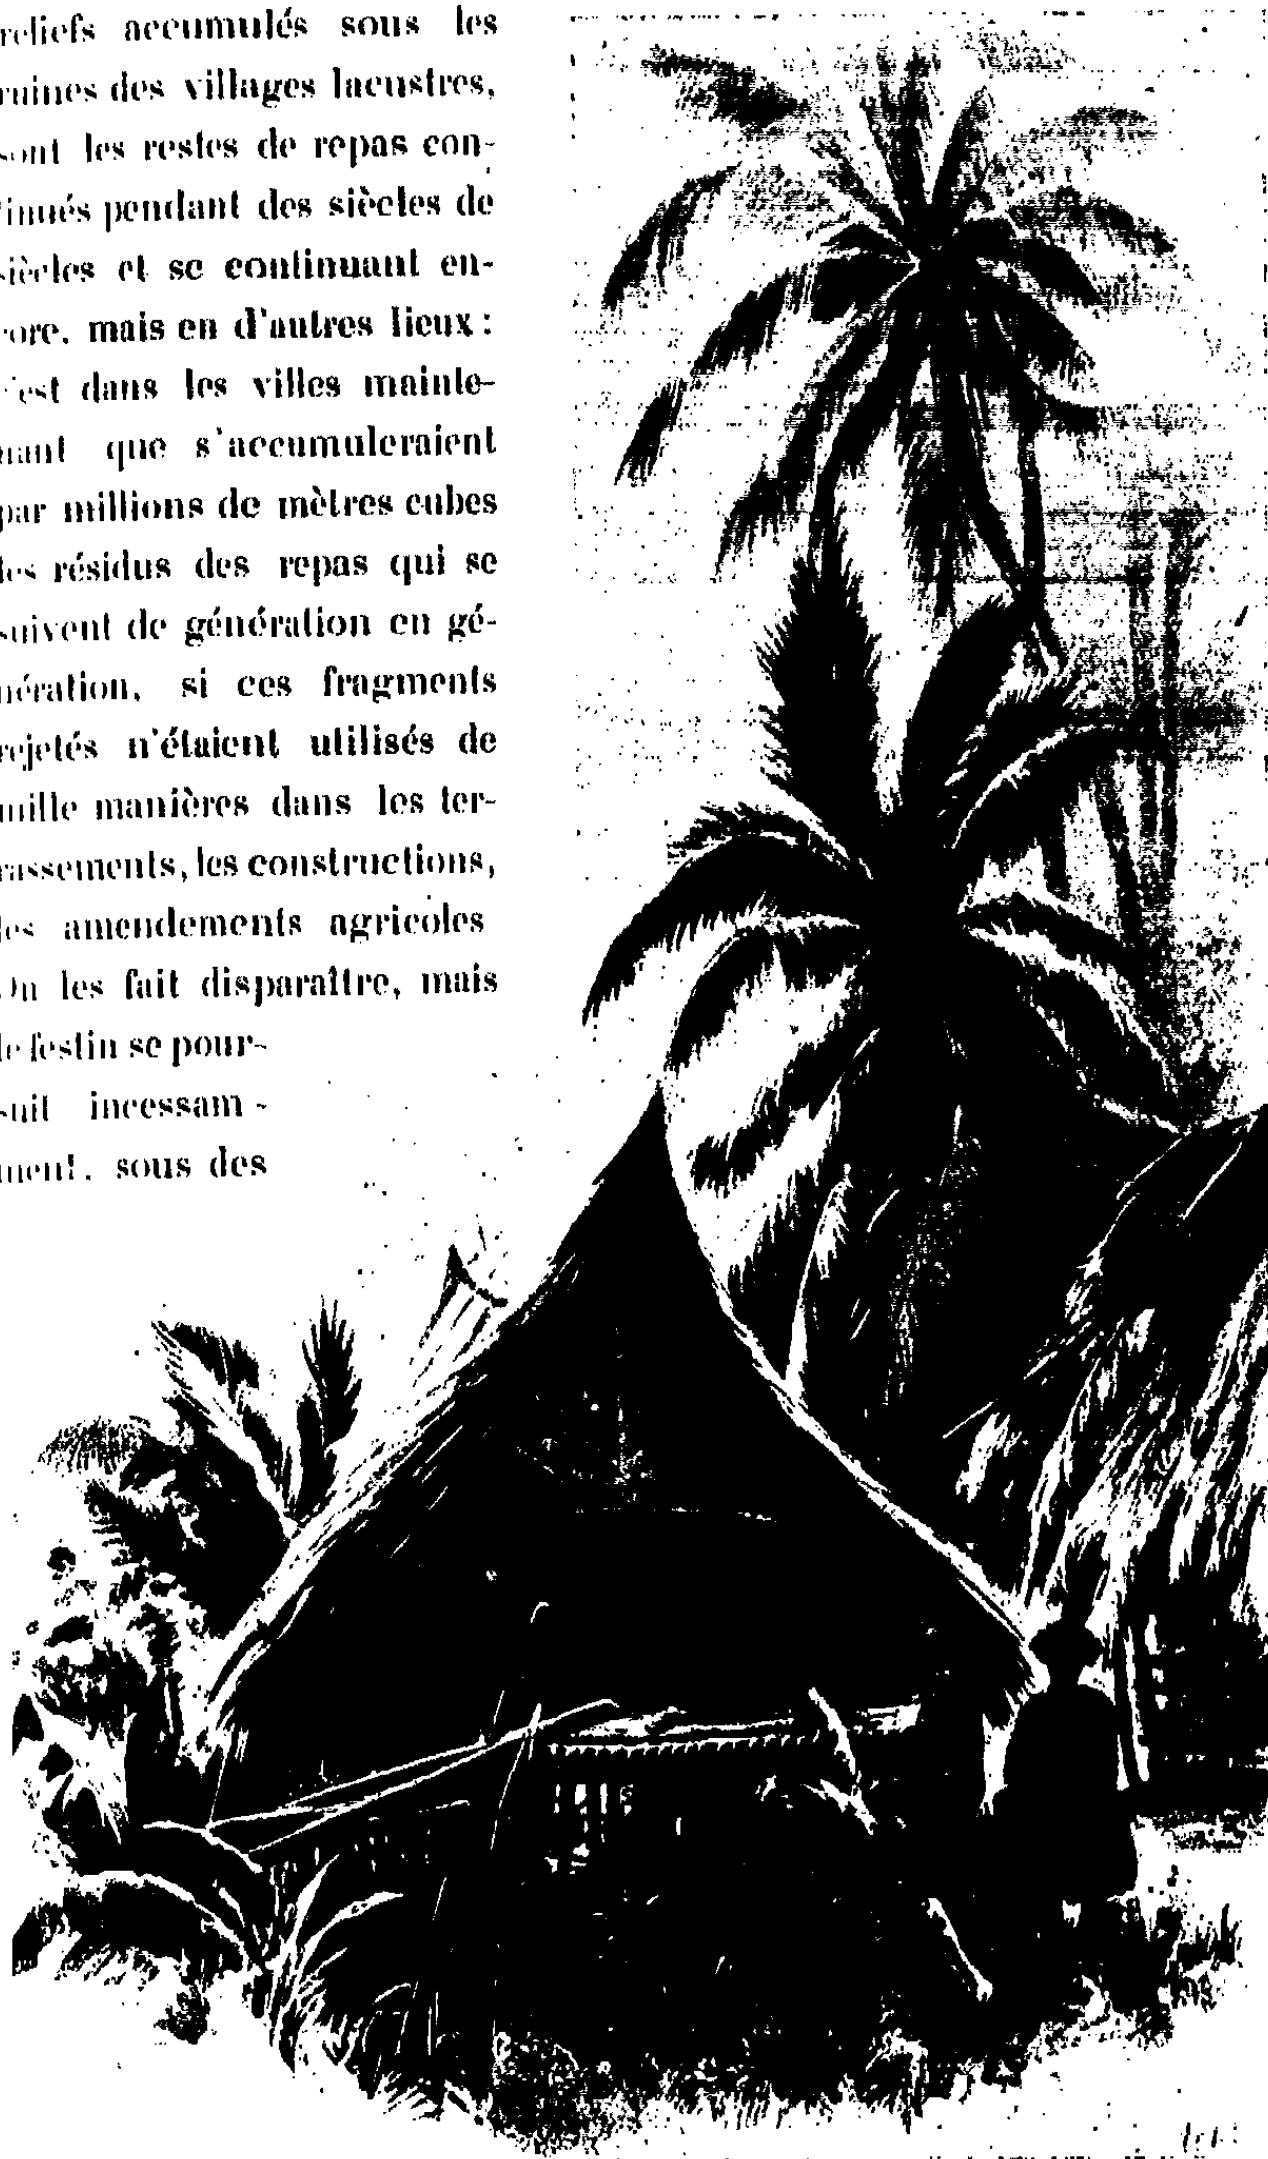 reliefs accumulés sous les
ruines des villages lacustres,
sont les restes de repas con-
tinués pendant des siècles de
siècles et se continuant en-
core, mais en d'autres lieux :
c'est dans les villes mainte-
nant que s'accumuleraient
par millions de mètres cubes
les résidus des repas qui se
suivent de génération en gé-
nération, si ces fragments
rejetés n'étaient utilisés de
mille manières dans les ter-
rassements, les constructions,
les amendements agricoles
On les fait disparaître, mais
le festin se pour-
suit incessam-
ment, sous des